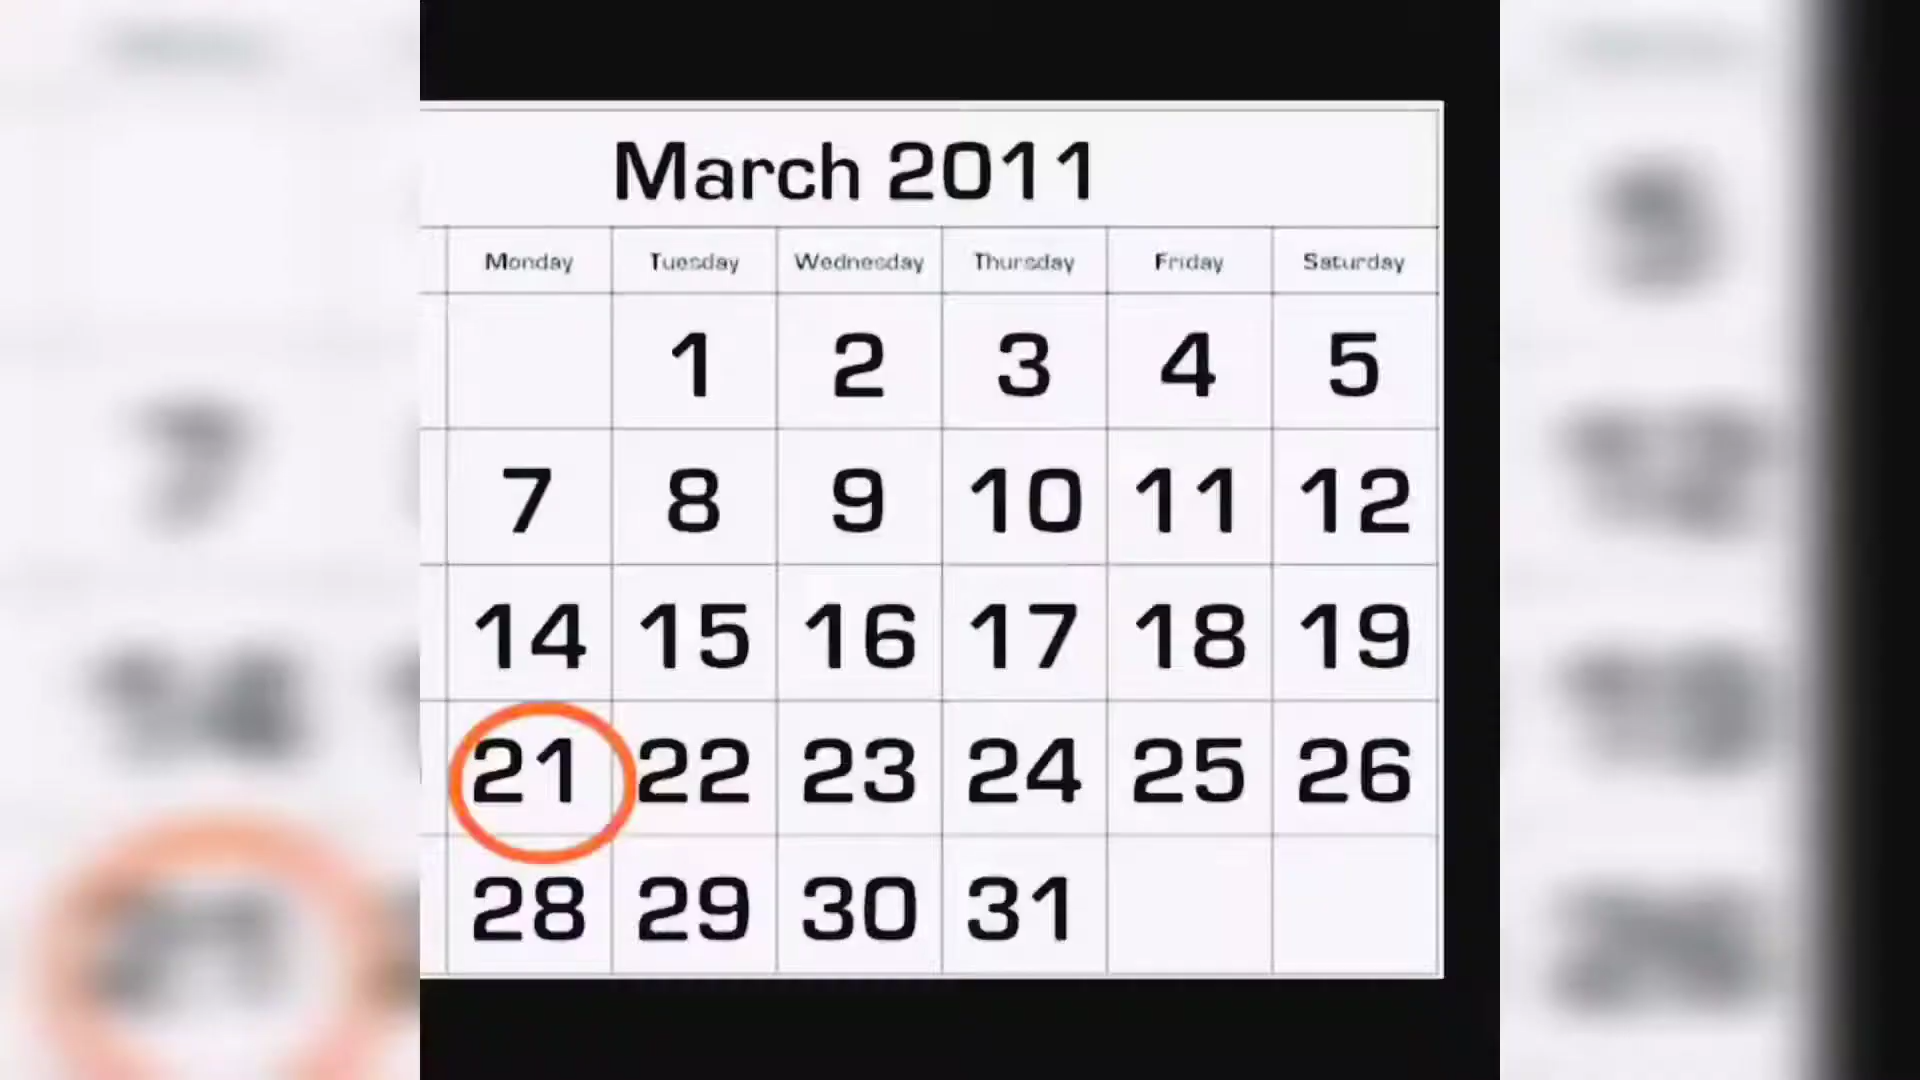 March 2011
Monday Tuesday Wednesday Thursday Friday Saturday
1 2 3 4 5
7 8 9 10 11 12
14 15 16 17 18 19
21 22 23 24 25 26
28 29 30 31